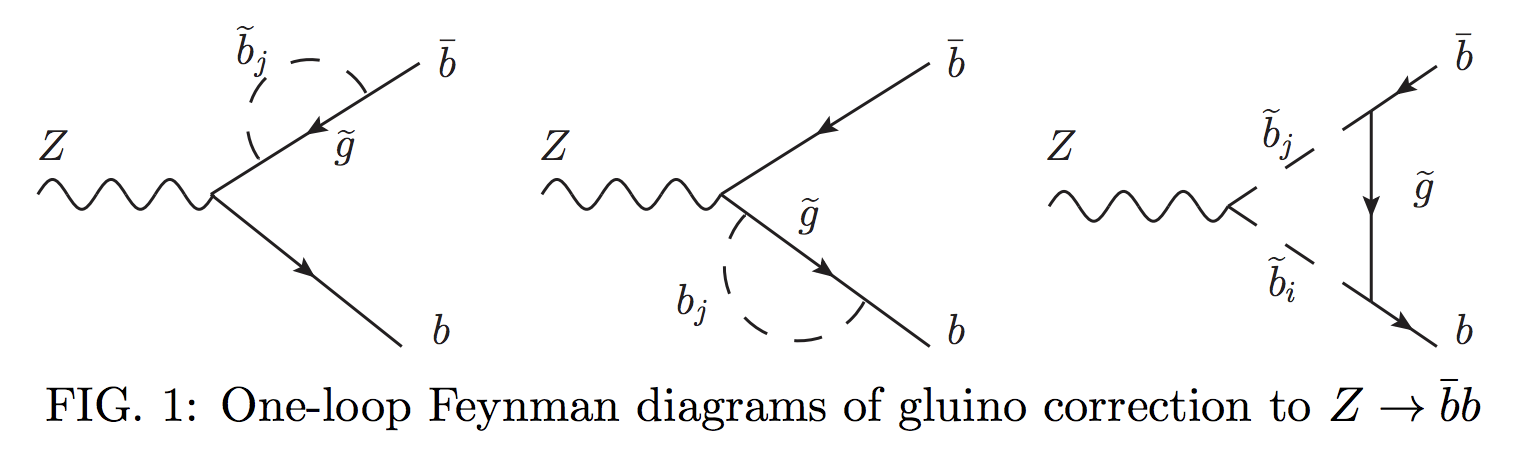 b̃ⱼ
b̄
Z
g̃
b
b̄
Z
g̃
bⱼ
b
b̄
Z
b̃ⱼ
g̃
b̃ᵢ
b
FIG. 1: One-loop Feynman diagrams of gluino correction to Z → b̄b